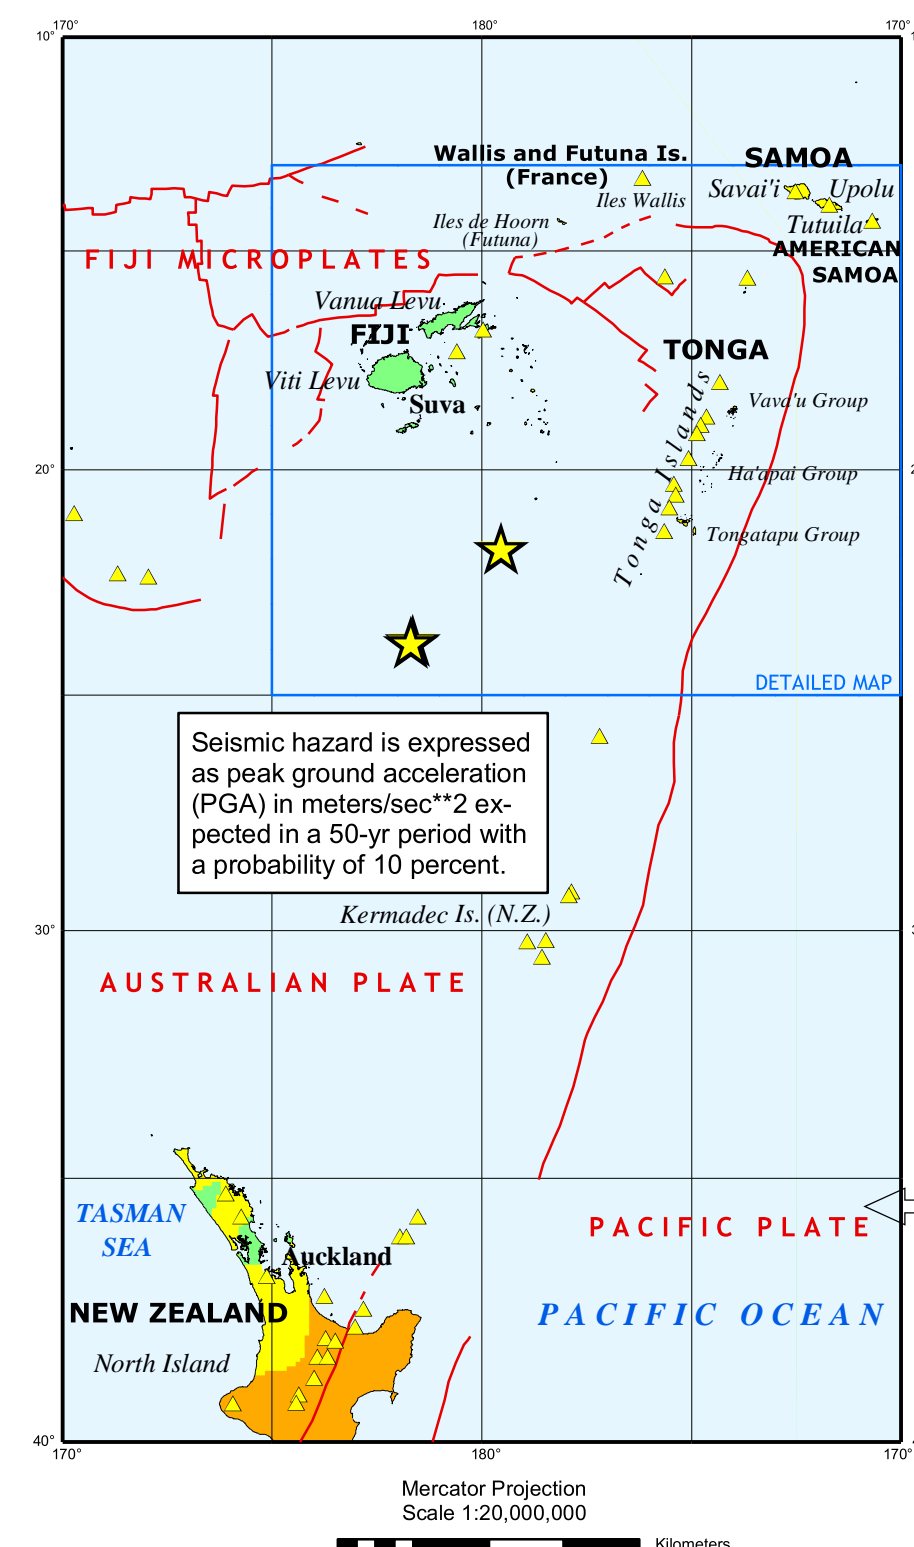 170°
180°
170°
10°
Wallis and Futuna Is.
(France)
SAMOA
Savai'i
Upolu
Iles Wallis
Iles de Hoorn
(Futuna)
Tutuila
AMERICAN
SAMOA
FIJI MICROPLATES
Vanua Levu
FIJI
TONGA
Viti Levu
Suva
Vava'u Group
Tonga Islands
20°
Ha'apai Group
Tongatapu Group
DETAILED MAP
Seismic hazard is expressed
as peak ground acceleration
(PGA) in meters/sec**2 ex-
pected in a 50-yr period with
a probability of 10 percent.
Kermadec Is. (N.Z.)
30°
AUSTRALIAN PLATE
TASMAN
SEA
PACIFIC PLATE
Auckland
NEW ZEALAND
PACIFIC OCEAN
North Island
40°
170°
180°
170°
Mercator Projection
Scale 1:20,000,000
Kilometers